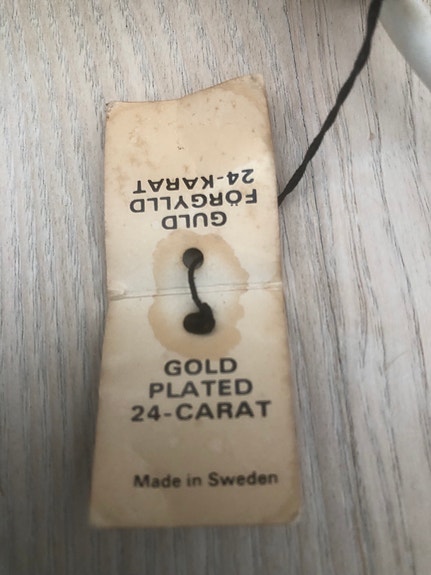 GULD
FÖRGYLLD
24-KARAT
GOLD
PLATED
24-CARAT
Made in Sweden